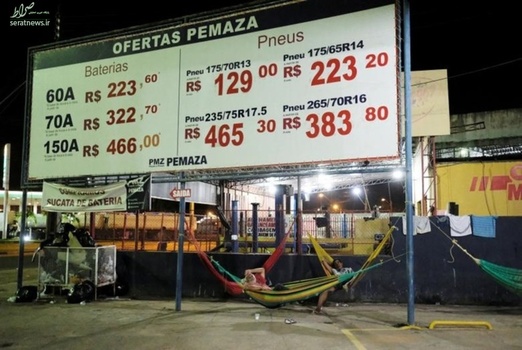 صراط
seratnews.ir
OFERTAS PEMAZA
Baterias
60A R$ 223,60
70A R$ 322,70
150A R$ 466,00
PMZ PEMAZA
Pneus
Pneu 175/70R13
R$ 129 00
Pneu 175/65R14
R$ 223 20
Pneu 235/75R17.5
R$ 465 30
Pneu 265/70R16
R$ 383 80
SUCATA DE BATERIA
SAIDA